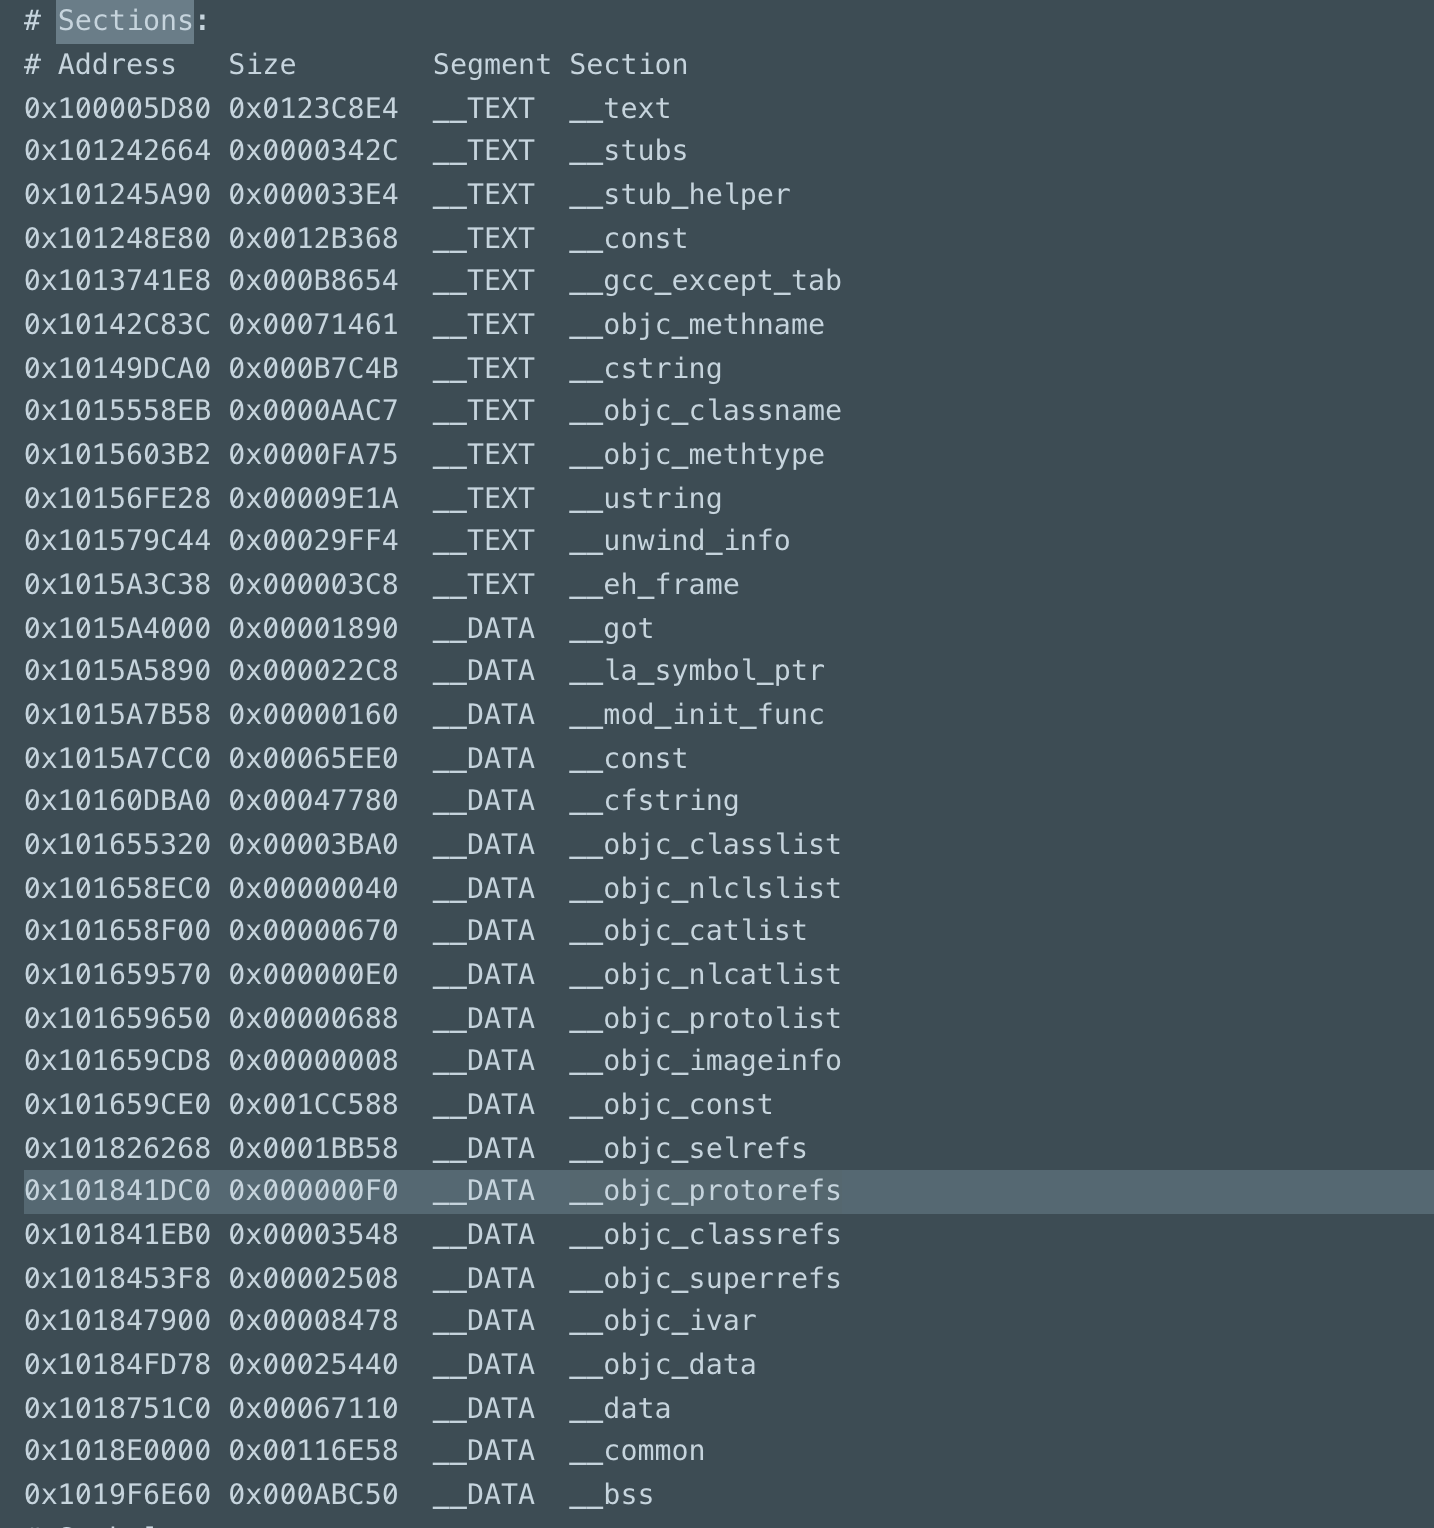 # Sections:
# Address   Size        Segment Section
0x100005D80 0x0123C8E4  __TEXT  __text
0x101242664 0x0000342C  __TEXT  __stubs
0x101245A90 0x000033E4  __TEXT  __stub_helper
0x101248E80 0x0012B368  __TEXT  __const
0x1013741E8 0x000B8654  __TEXT  __gcc_except_tab
0x10142C83C 0x00071461  __TEXT  __objc_methname
0x10149DCA0 0x000B7C4B  __TEXT  __cstring
0x1015558EB 0x0000AAC7  __TEXT  __objc_classname
0x1015603B2 0x0000FA75  __TEXT  __objc_methtype
0x10156FE28 0x00009E1A  __TEXT  __ustring
0x101579C44 0x00029FF4  __TEXT  __unwind_info
0x1015A3C38 0x000003C8  __TEXT  __eh_frame
0x1015A4000 0x00001890  __DATA  __got
0x1015A5890 0x000022C8  __DATA  __la_symbol_ptr
0x1015A7B58 0x00000160  __DATA  __mod_init_func
0x1015A7CC0 0x00065EE0  __DATA  __const
0x10160DBA0 0x00047780  __DATA  __cfstring
0x101655320 0x00003BA0  __DATA  __objc_classlist
0x101658EC0 0x00000040  __DATA  __objc_nlclslist
0x101658F00 0x00000670  __DATA  __objc_catlist
0x101659570 0x000000E0  __DATA  __objc_nlcatlist
0x101659650 0x00000688  __DATA  __objc_protolist
0x101659CD8 0x00000008  __DATA  __objc_imageinfo
0x101659CE0 0x001CC588  __DATA  __objc_const
0x101826268 0x0001BB58  __DATA  __objc_selrefs
0x101841DC0 0x000000F0  __DATA  __objc_protorefs
0x101841EB0 0x00003548  __DATA  __objc_classrefs
0x1018453F8 0x00002508  __DATA  __objc_superrefs
0x101847900 0x00008478  __DATA  __objc_ivar
0x10184FD78 0x00025440  __DATA  __objc_data
0x1018751C0 0x00067110  __DATA  __data
0x1018E0000 0x00116E58  __DATA  __common
0x1019F6E60 0x000ABC50  __DATA  __bss